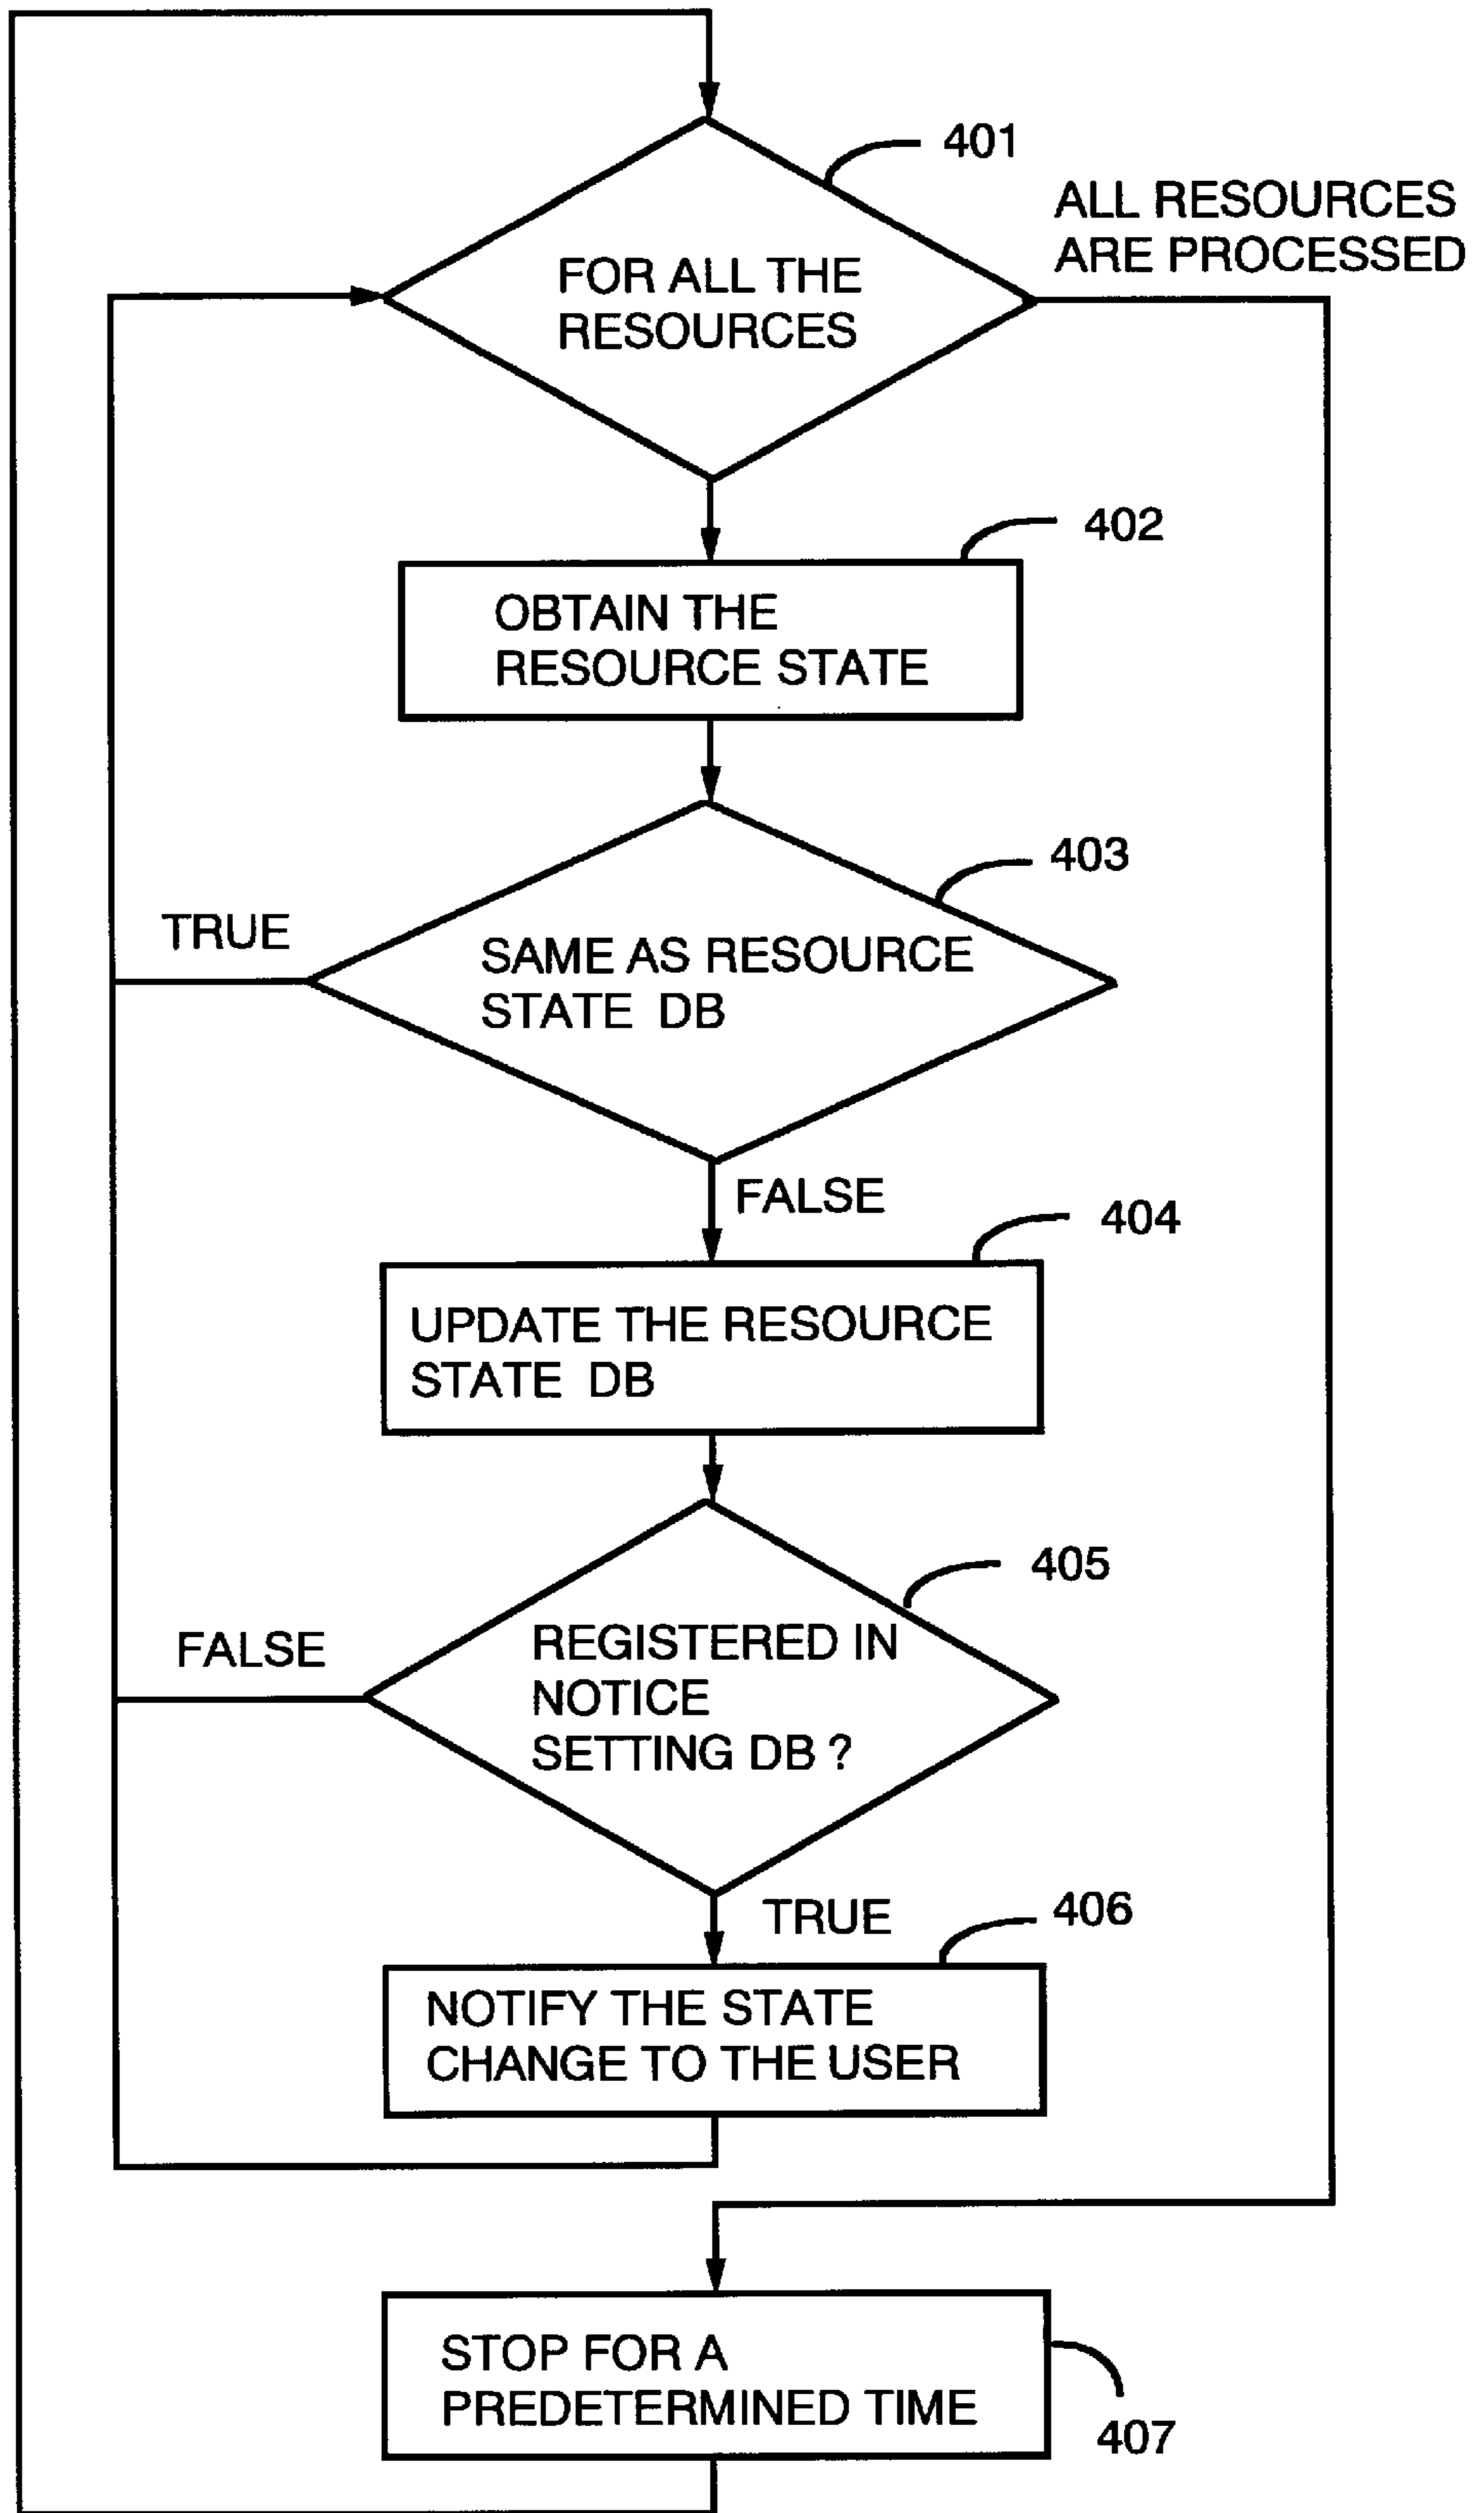 401
ALL RESOURCES
ARE PROCESSED
FOR ALL THE
RESOURCES
402
OBTAIN THE
RESOURCE STATE
403
TRUE
SAME AS RESOURCE
STATE DB
FALSE
404
UPDATE THE RESOURCE
STATE DB
405
FALSE
REGISTERED IN
NOTICE
SETTING DB ?
TRUE
406
NOTIFY THE STATE
CHANGE TO THE USER
STOP FOR A
PREDETERMINED TIME
407